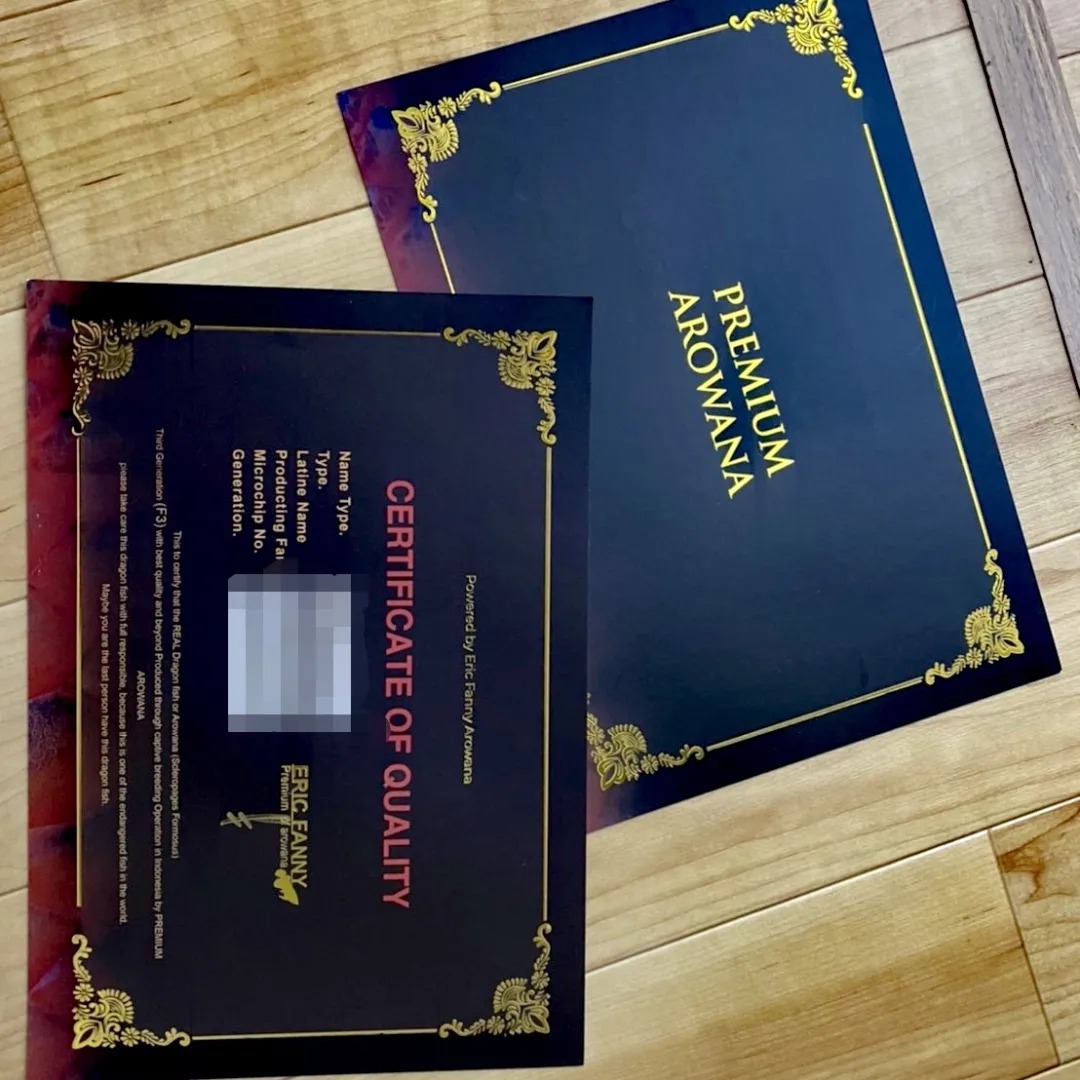 PREMIUM
AROWANA
Powered by Eric Fanny Arowana
CERTIFICATE OF QUALITY
Name Type.
Type.
Latine Name
Producting Far
Microchip No.
Generation.
ERIC FANNY
Premium arowana
This to certify that the REAL Dragon fish or Arowana (Scleropages Formosus)
Third Generation (F3) with best quality and beyond Produced through captive breeding Operation in Indonesia by PREMIUM
AROWANA
please take care this dragon fish with full responsible, because this is one of the endangered fish in the world.
Maybe you are the last person have this dragon fish.